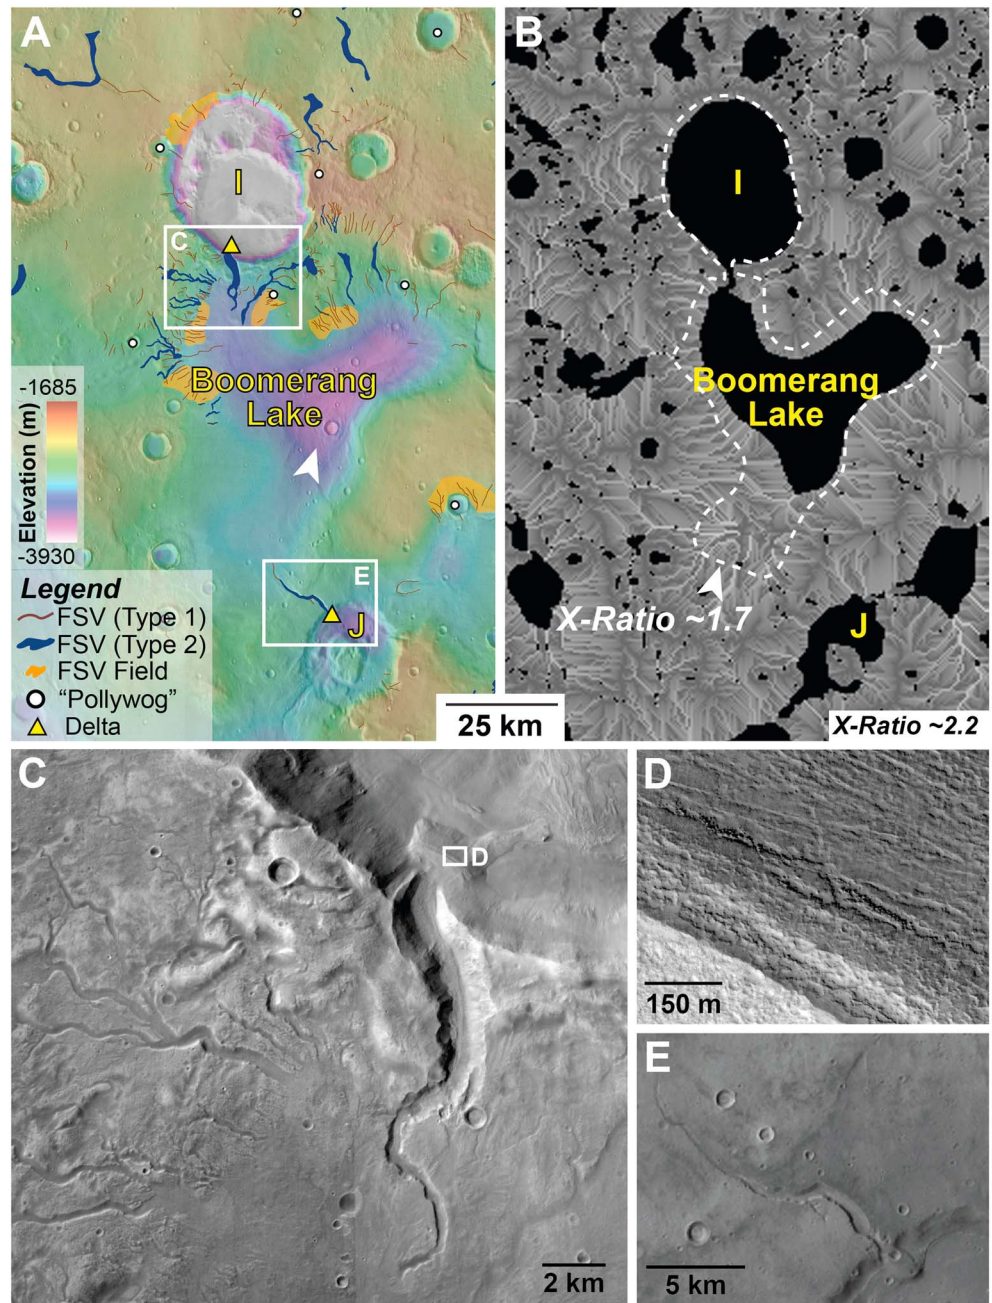 A
B
I
I
C
Boomerang
Lake
Boomerang
Lake
-1685
Elevation (m)
-3930
E
J
J
X-Ratio ~1.7
Legend
FSV (Type 1)
FSV (Type 2)
FSV Field
“Pollywog”
Delta
25 km
X-Ratio ~2.2
C
D
2 km
D
150 m
E
5 km